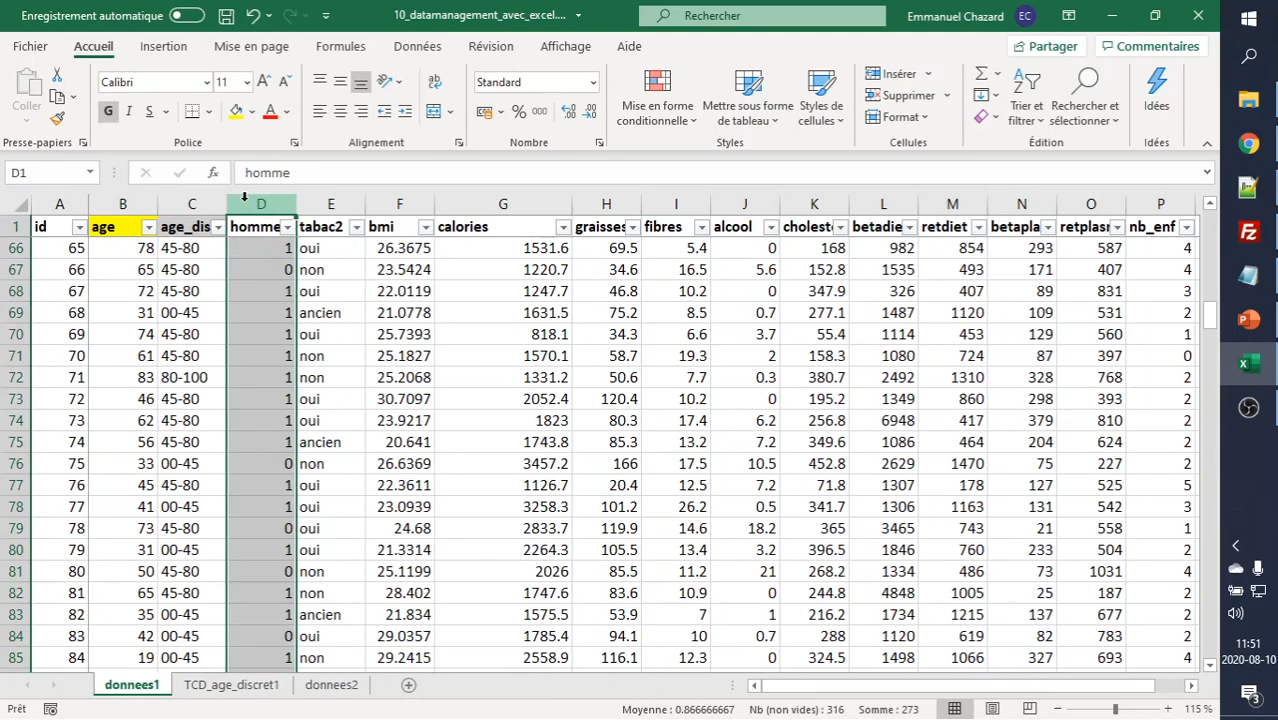 Enregistrement automatique
10_datamanagement_avec_excel....
Rechercher
Emmanuel Chazard EC
Fichier Accueil Insertion Mise en page Formules Données Révision Affichage Aide Partager Commentaires
Coller
Calibri 11
G I S
Standard
Mise en forme conditionnelle
Mettre sous forme de tableau
Styles de cellules
Insérer
Supprimer
Format
Trier et filtrer
Rechercher et sélectionner
Idées
Presse-papiers Police Alignement Nombre Styles Cellules Édition Idées
D1 fx homme
A B C D E F G H I J K L M N O P
1 id age age_dis homme tabac2 bmi calories graisses fibres alcool cholest betadie retdiet betapla retplasr nb_enf
66 65 78 45-80 1 oui 26.3675 1531.6 69.5 5.4 0 168 982 854 293 587 4
67 66 65 45-80 0 non 23.5424 1220.7 34.6 16.5 5.6 152.8 1535 493 171 407 4
68 67 72 45-80 1 oui 22.0119 1247.7 46.8 10.2 0 347.9 326 407 89 831 3
69 68 31 00-45 1 ancien 21.0778 1631.5 75.2 8.5 0.7 277.1 1487 1120 109 531 2
70 69 74 45-80 1 oui 25.7393 818.1 34.3 6.6 3.7 55.4 1114 453 129 560 1
71 70 61 45-80 1 non 25.1827 1570.1 58.7 19.3 2 158.3 1080 724 87 397 0
72 71 83 80-100 1 non 25.2068 1331.2 50.6 7.7 0.3 380.7 2492 1310 328 768 2
73 72 46 45-80 1 oui 30.7097 2052.4 120.4 10.2 0 195.2 1349 860 298 393 2
74 73 62 45-80 1 oui 23.9217 1823 80.3 17.4 6.2 256.8 6948 417 379 810 2
75 74 56 45-80 1 ancien 20.641 1743.8 85.3 13.2 7.2 349.6 1086 464 204 624 2
76 75 33 00-45 0 non 26.6369 3457.2 166 17.5 10.5 452.8 2629 1470 75 227 2
77 76 45 45-80 1 oui 22.3611 1126.7 20.4 12.5 7.2 71.8 1307 178 127 525 5
78 77 41 00-45 1 oui 23.0939 3258.3 101.2 26.2 0.5 341.7 1306 1163 131 542 3
79 78 73 45-80 0 oui 24.68 2833.7 119.9 14.6 18.2 365 3465 743 21 558 1
80 79 31 00-45 1 oui 21.3314 2264.3 105.5 13.4 3.2 396.5 1846 760 233 504 2
81 80 50 45-80 0 non 25.1199 2026 85.5 11.2 21 268.2 1334 486 73 1031 4
82 81 65 45-80 1 non 28.402 1747.6 83.6 10.9 0 244.8 4848 1005 25 187 2
83 82 35 00-45 1 ancien 21.834 1575.5 53.9 7 1 216.2 1734 1215 137 677 2
84 83 42 00-45 0 oui 29.0357 1785.4 94.1 10 0.7 288 1120 619 82 783 2
85 84 19 00-45 1 non 29.2415 2558.9 116.1 12.3 0 324.5 1498 1066 327 693 4
donnees1 TCD_age_discret1 donnees2
Prêt Moyenne : 0.866666667 Nb (non vides) : 316 Somme : 273 115 %
11:51
2020-08-10
3